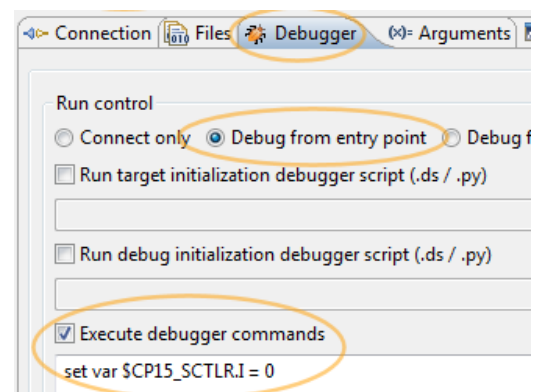 Connection Files Debugger (x)= Arguments
Run control
Connect only Debug from entry point Debug f
Run target initialization debugger script (.ds / .py)
Run debug initialization debugger script (.ds / .py)
Execute debugger commands
set var $CP15_SCTLR.I = 0